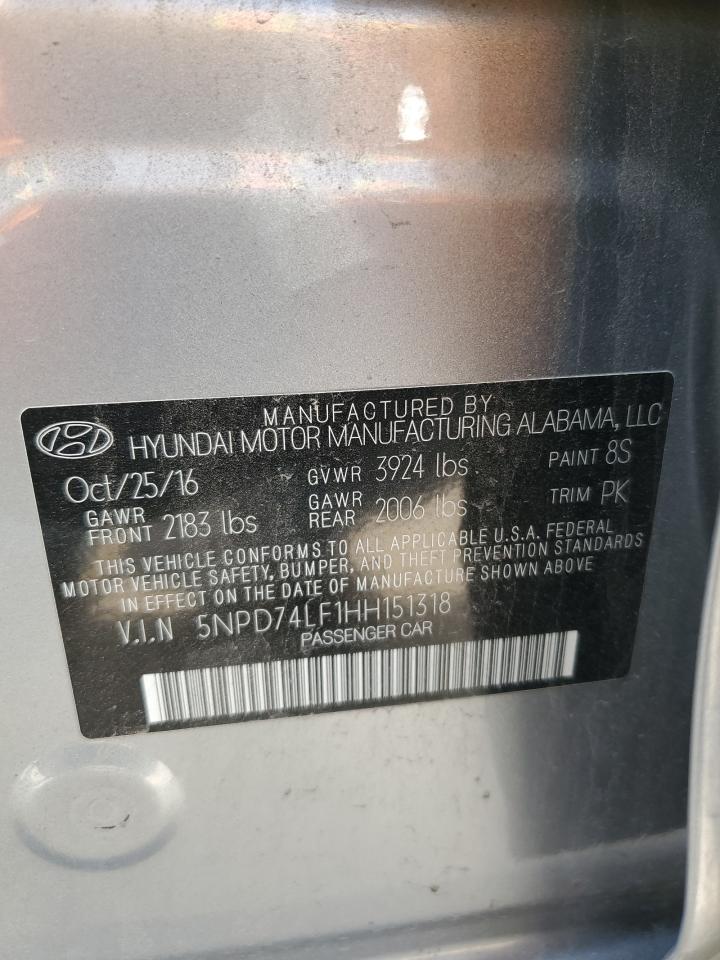 MANUFACTURED BY
HYUNDAI MOTOR MANUFACTURING ALABAMA, LLC
Oct/25/16 GVWR 3924 lbs PAINT 8S
GAWR FRONT 2183 lbs GAWR REAR 2006 lbs TRIM PK
THIS VEHICLE CONFORMS TO ALL APPLICABLE U.S.A. FEDERAL
MOTOR VEHICLE SAFETY, BUMPER, AND THEFT PREVENTION STANDARDS
IN EFFECT ON THE DATE OF MANUFACTURE SHOWN ABOVE
V.I.N 5NPD74LF1HH151318
PASSENGER CAR